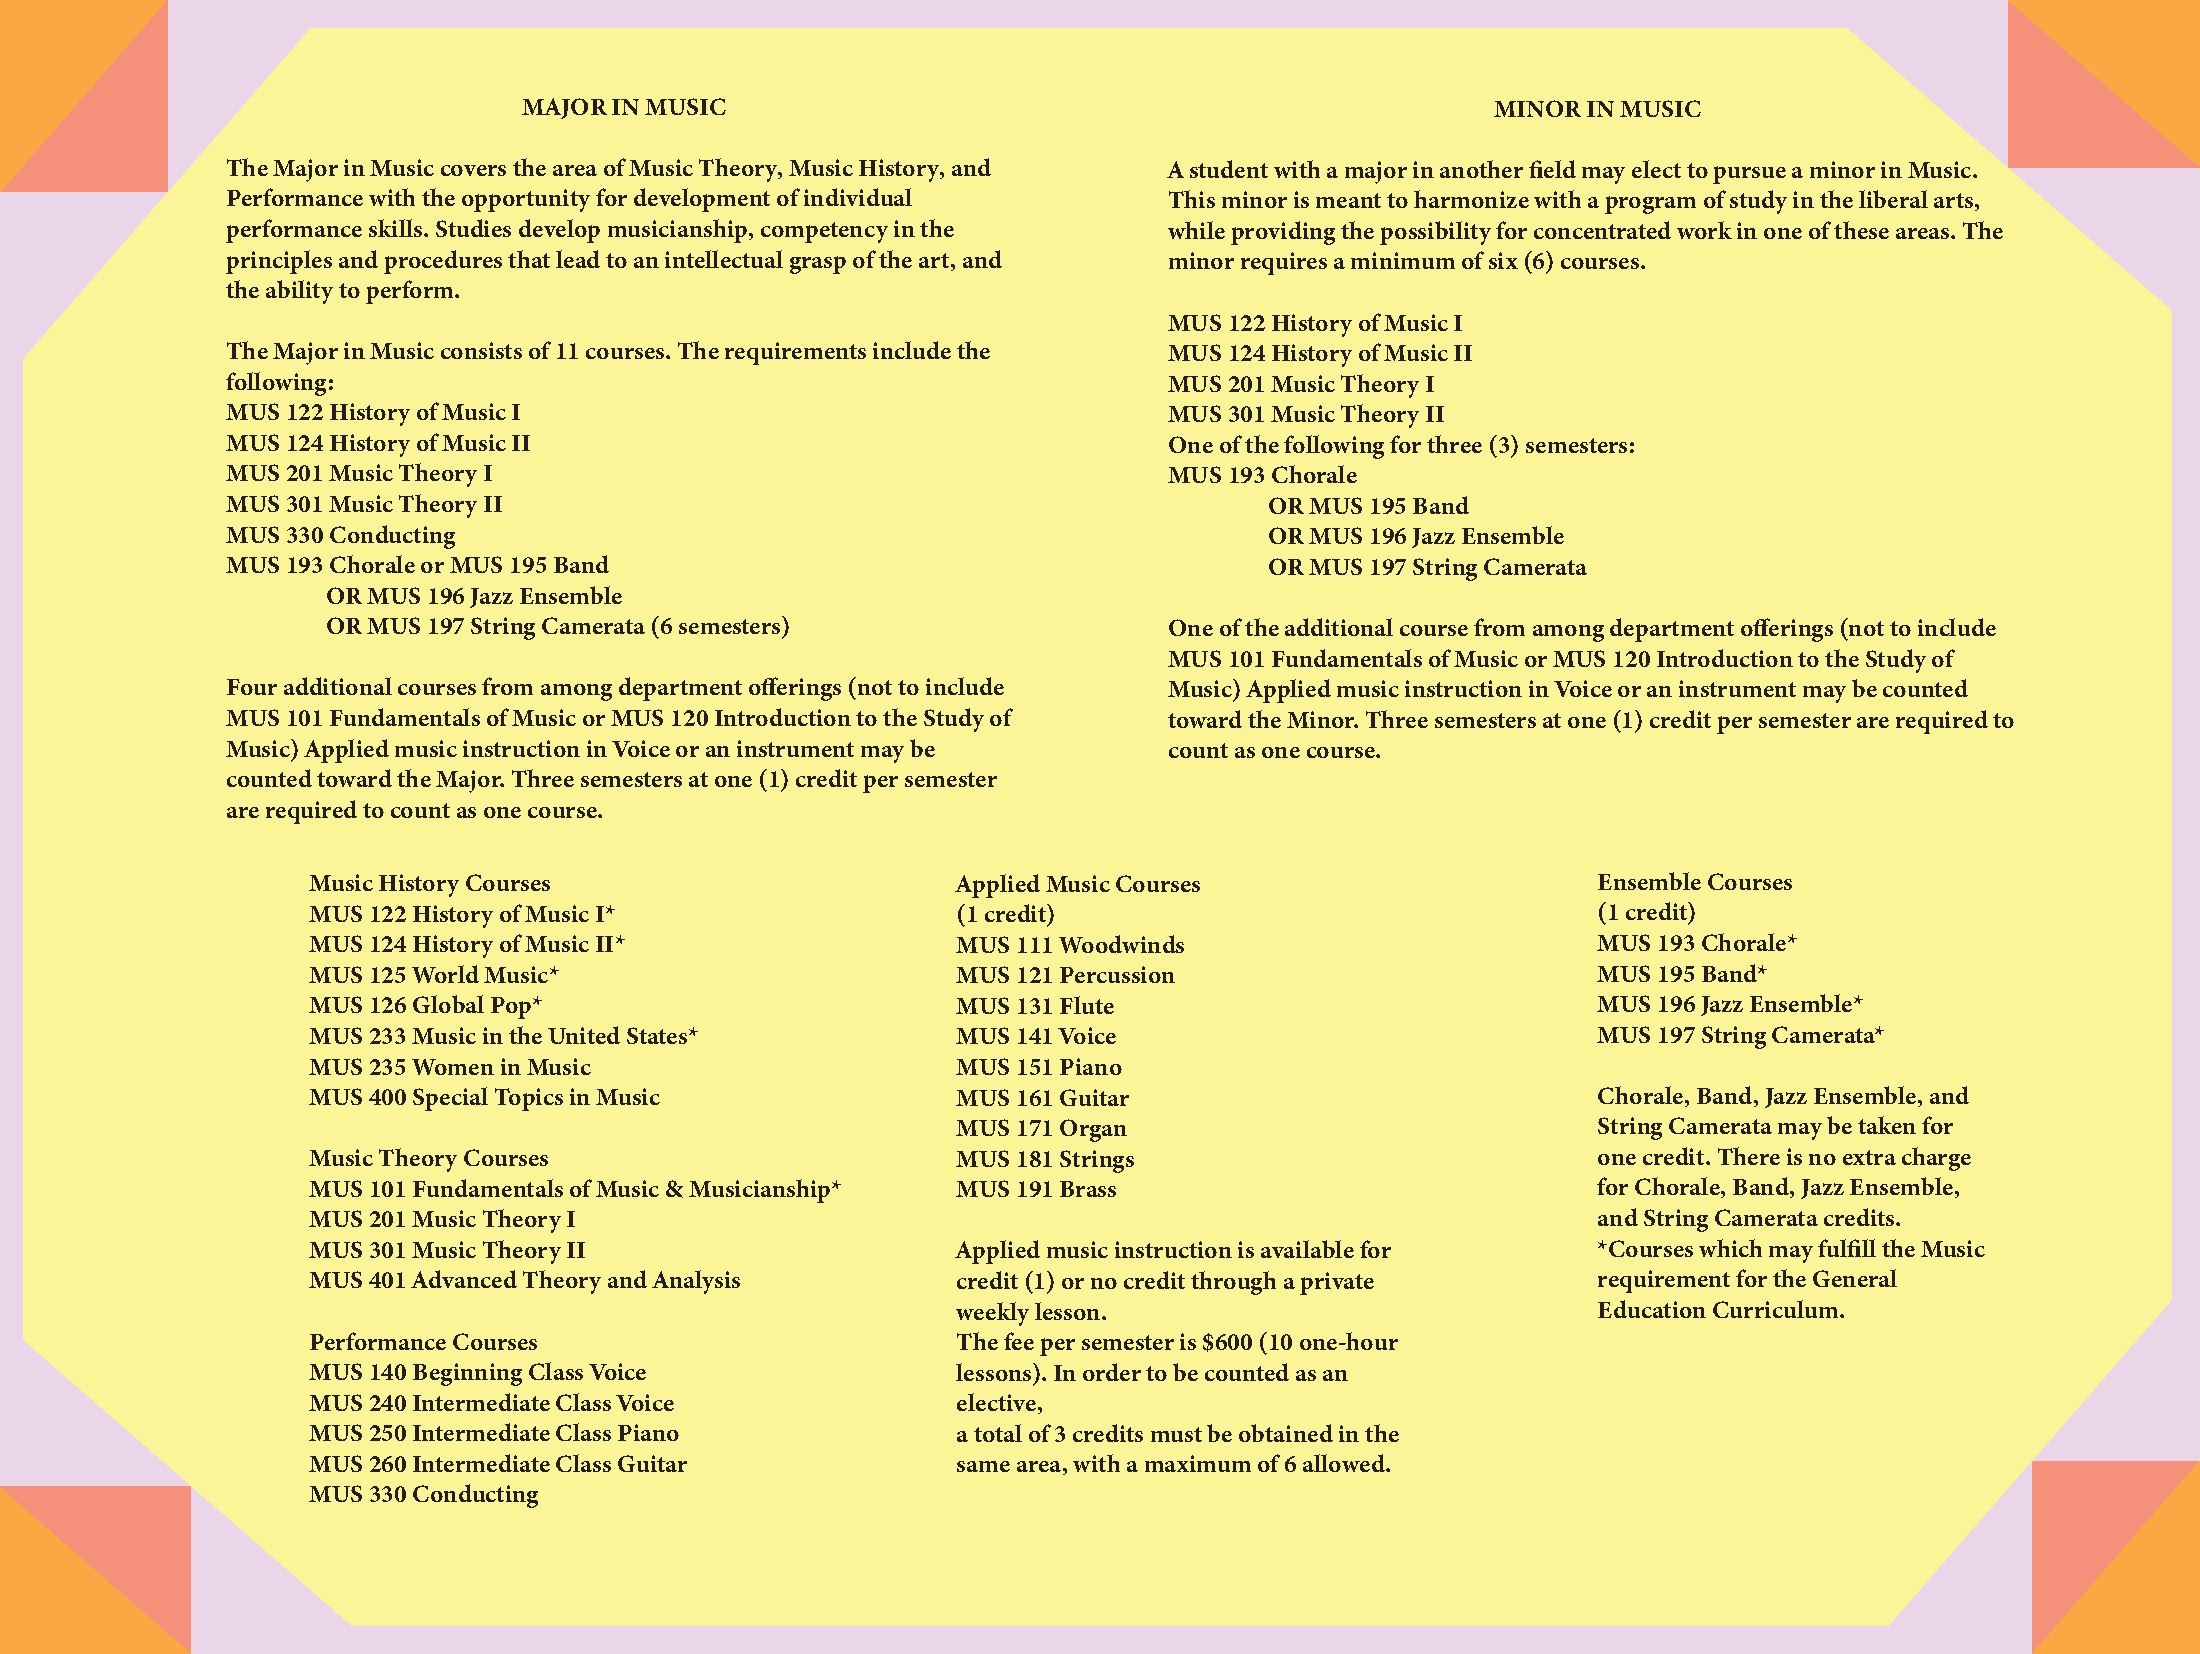 MAJOR IN MUSIC
The Major in Music covers the area of Music Theory, Music History, and
Performance with the opportunity for development of individual
performance skills. Studies develop musicianship, competency in the
principles and procedures that lead to an intellectual grasp of the art, and
the ability to perform.
The Major in Music consists of 11 courses. The requirements include the
following:
MUS 122 History of Music I
MUS 124 History of Music II
MUS 201 Music Theory I
MUS 301 Music Theory II
MUS 330 Conducting
MUS 193 Chorale or MUS 195 Band
OR MUS 196 Jazz Ensemble
OR MUS 197 String Camerata (6 semesters)
Four additional courses from among department offerings (not to include
MUS 101 Fundamentals of Music or MUS 120 Introduction to the Study of
Music) Applied music instruction in Voice or an instrument may be
counted toward the Major. Three semesters at one (1) credit per semester
are required to count as one course.
MINOR IN MUSIC
A student with a major in another field may elect to pursue a minor in Music.
This minor is meant to harmonize with a program of study in the liberal arts,
while providing the possibility for concentrated work in one of these areas. The
minor requires a minimum of six (6) courses.
MUS 122 History of Music I
MUS 124 History of Music II
MUS 201 Music Theory I
MUS 301 Music Theory II
One of the following for three (3) semesters:
MUS 193 Chorale
OR MUS 195 Band
OR MUS 196 Jazz Ensemble
OR MUS 197 String Camerata
One of the additional course from among department offerings (not to include
MUS 101 Fundamentals of Music or MUS 120 Introduction to the Study of
Music) Applied music instruction in Voice or an instrument may be counted
toward the Minor. Three semesters at one (1) credit per semester are required to
count as one course.
Music History Courses
MUS 122 History of Music I*
MUS 124 History of Music II*
MUS 125 World Music*
MUS 126 Global Pop*
MUS 233 Music in the United States*
MUS 235 Women in Music
MUS 400 Special Topics in Music
Music Theory Courses
MUS 101 Fundamentals of Music & Musicianship*
MUS 201 Music Theory I
MUS 301 Music Theory II
MUS 401 Advanced Theory and Analysis
Performance Courses
MUS 140 Beginning Class Voice
MUS 240 Intermediate Class Voice
MUS 250 Intermediate Class Piano
MUS 260 Intermediate Class Guitar
MUS 330 Conducting
Applied Music Courses
(1 credit)
MUS 111 Woodwinds
MUS 121 Percussion
MUS 131 Flute
MUS 141 Voice
MUS 151 Piano
MUS 161 Guitar
MUS 171 Organ
MUS 181 Strings
MUS 191 Brass
Applied music instruction is available for
credit (1) or no credit through a private
weekly lesson.
The fee per semester is $600 (10 one-hour
lessons). In order to be counted as an
elective,
a total of 3 credits must be obtained in the
same area, with a maximum of 6 allowed.
Ensemble Courses
(1 credit)
MUS 193 Chorale*
MUS 195 Band*
MUS 196 Jazz Ensemble*
MUS 197 String Camerata*
Chorale, Band, Jazz Ensemble, and
String Camerata may be taken for
one credit. There is no extra charge
for Chorale, Band, Jazz Ensemble,
and String Camerata credits.
*Courses which may fulfill the Music
requirement for the General
Education Curriculum.